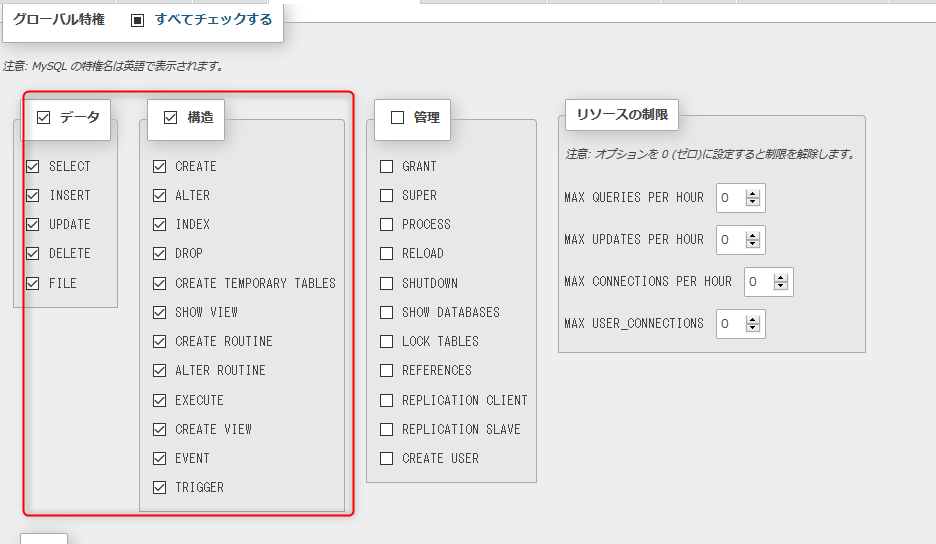 グローバル特権 すべてチェックする
注意: MySQL の特権名は英語で表示されます。
データ
SELECT
INSERT
UPDATE
DELETE
FILE
構造
CREATE
ALTER
INDEX
DROP
CREATE TEMPORARY TABLES
SHOW VIEW
CREATE ROUTINE
ALTER ROUTINE
EXECUTE
CREATE VIEW
EVENT
TRIGGER
管理
GRANT
SUPER
PROCESS
RELOAD
SHUTDOWN
SHOW DATABASES
LOCK TABLES
REFERENCES
REPLICATION CLIENT
REPLICATION SLAVE
CREATE USER
リソースの制限
注意: オプションを 0 (ゼロ)に設定すると制限を解除します。
MAX QUERIES PER HOUR 0
MAX UPDATES PER HOUR 0
MAX CONNECTIONS PER HOUR 0
MAX USER_CONNECTIONS 0